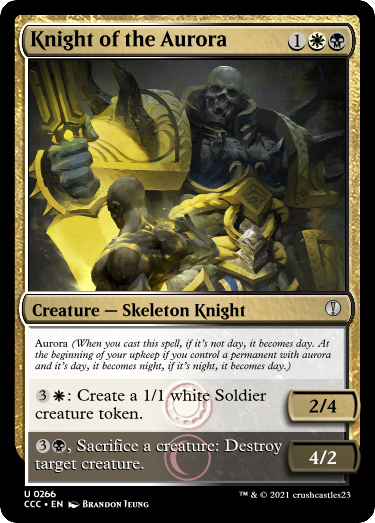 Knight of the Aurora 1
Creature — Skeleton Knight
Aurora (When you cast this spell, if it's not day, it becomes day. At
the beginning of your upkeep if you control a permanent with aurora
and it's day, it becomes night, if it's night, it becomes day.)
3 : Create a 1/1 white Soldier
creature token.
2/4
3 , Sacrifice a creature: Destroy
target creature.
4/2
U 0266
CCC • EN Brandon Jeung
™ & © 2021 crushcastles23